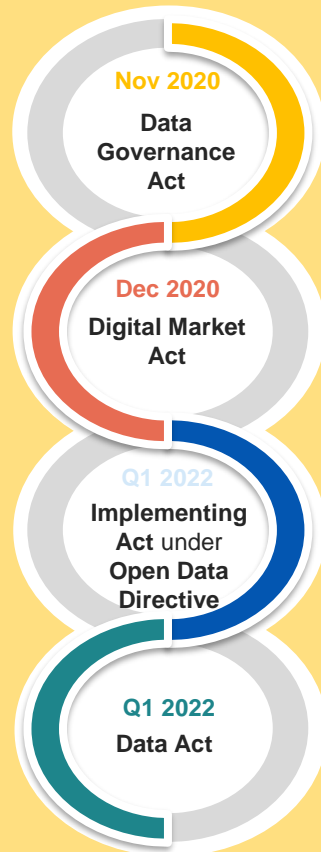 Nov 2020
Data
Governance
Act
Dec 2020
Digital Market
Act
Q1 2022
Implementing
Act under
Open Data
Directive
Q1 2022
Data Act